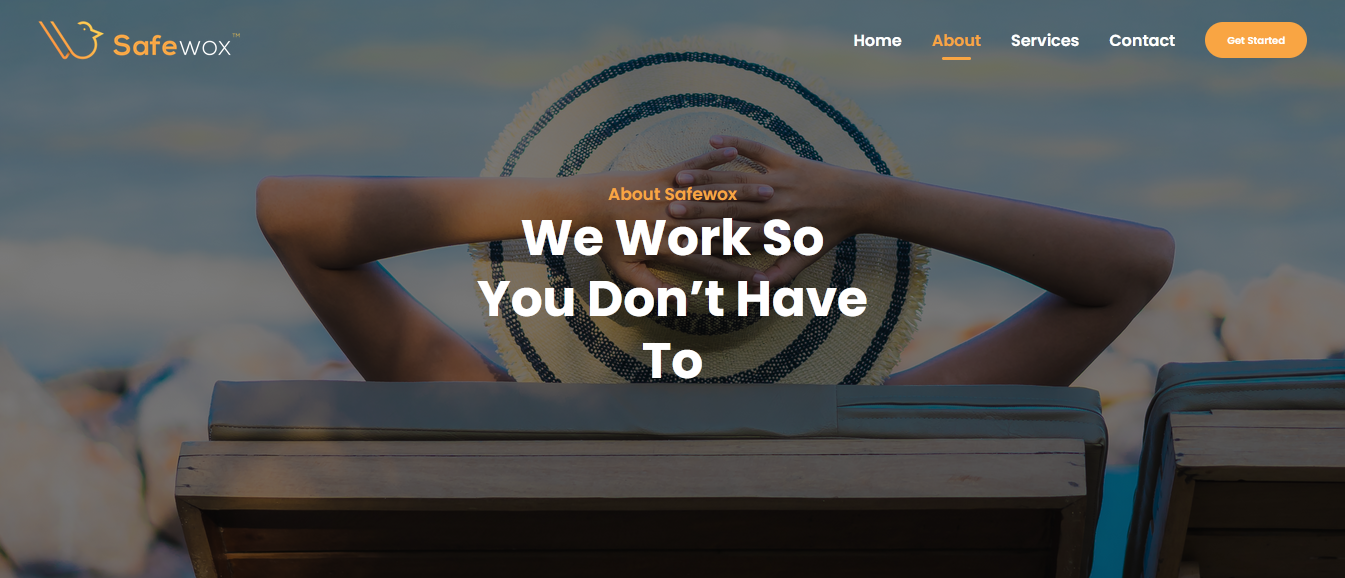 Safewox™
Home
About
Services
Contact
Get Started
About Safewox
We Work So
You Don’t Have
To